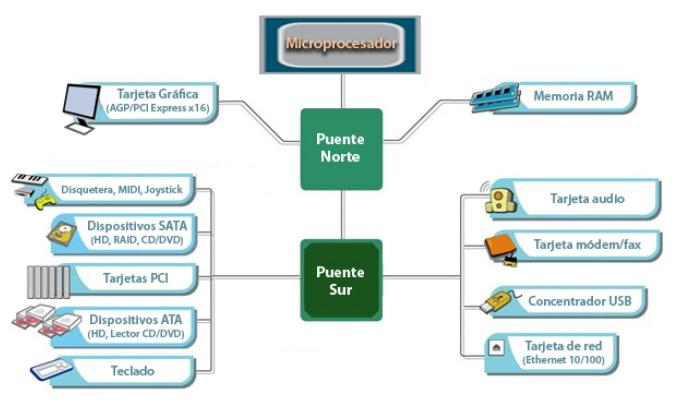 Microprocesador
Tarjeta Gráfica
(AGP/PCI Express x16)
Memoria RAM
Puente
Norte
Disquetera, MIDI, Joystick
Tarjeta audio
Dispositivos SATA
(HD, RAID, CD/DVD)
Tarjeta módem/fax
Puente
Sur
Tarjetas PCI
Concentrador USB
Dispositivos ATA
(HD, Lector CD/DVD)
Tarjeta de red
(Ethernet 10/100)
Teclado